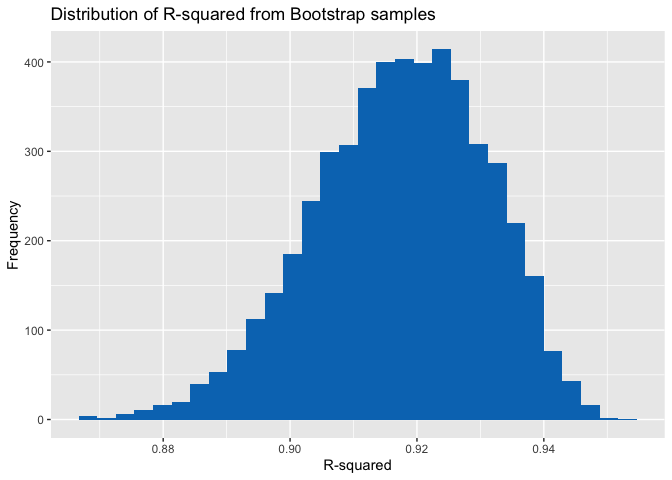 Distribution of R-squared from Bootstrap samples
Frequency
400
300
200
100
0
0.88 0.90 0.92 0.94
R-squared